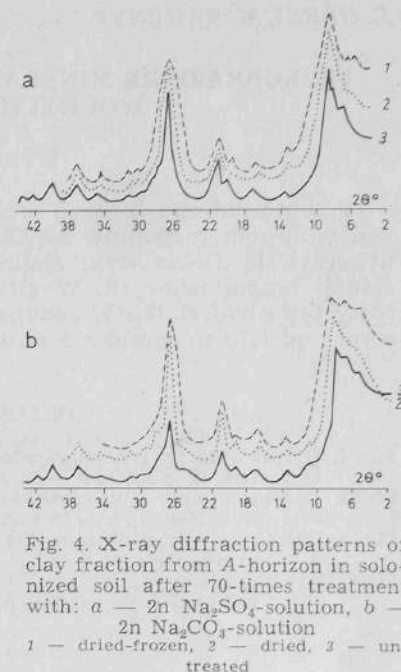 a
1
2
3
2θ°
42 38 34 30 26 22 18 14 10 6 2
b
2θ°
42 38 34 30 26 22 18 14 10 6 2
Fig. 4. X-ray diffraction patterns of
clay fraction from A-horizon in solo-
nized soil after 70-times treatment
with: a — 2n Na₂SO₄-solution, b —
2n Na₂CO₃-solution
1 — dried-frozen, 2 — dried, 3 — un-
treated